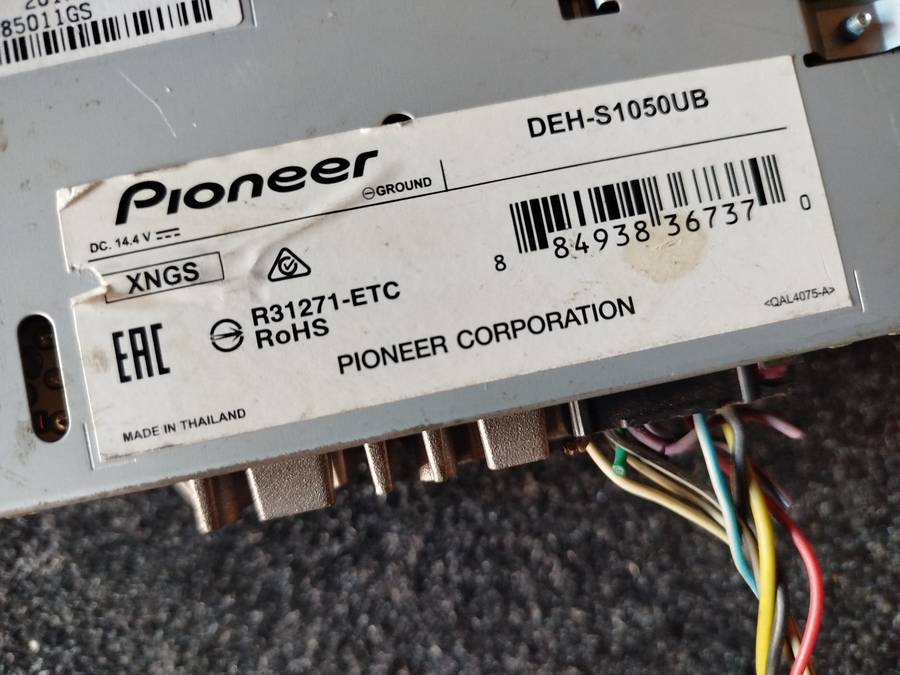 85011GS
Pioneer
⊖GROUND
DEH-S1050UB
DC. 14.4 V
XNGS
8 84938 36737 0
R31271-ETC
RoHS
EAC
PIONEER CORPORATION
<QAL4075-A>
MADE IN THAILAND